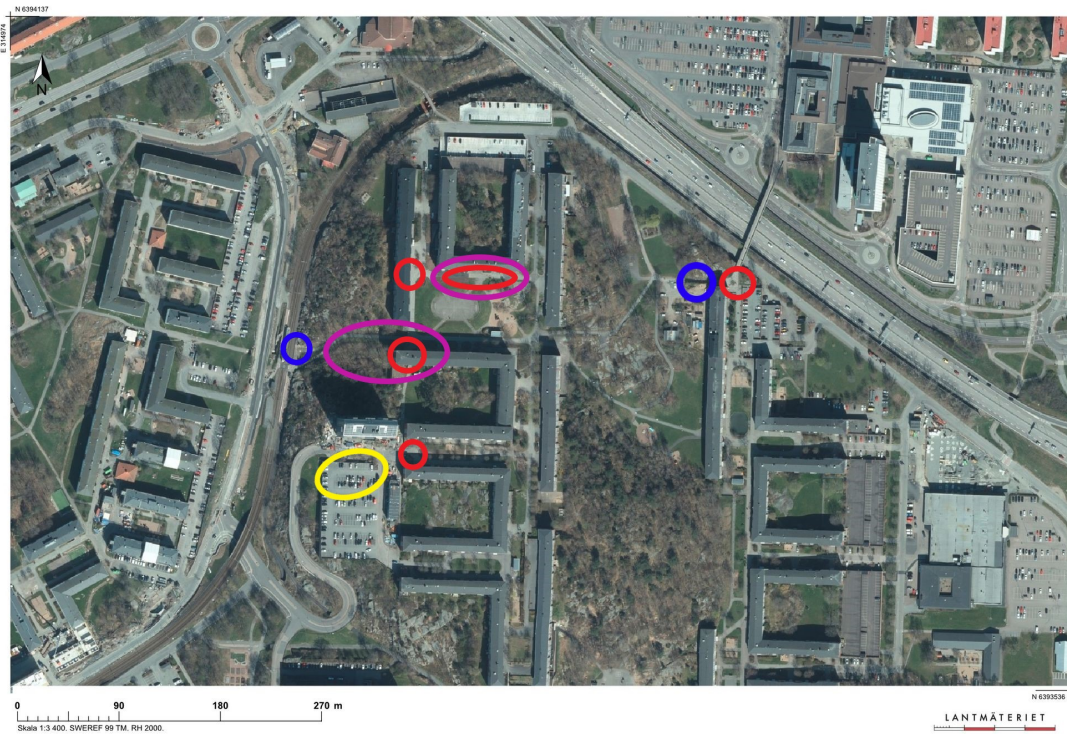 N 6394137
E 314974
N
N 6393536
0 90 180 270 m
Skala 1:3 400. SWEREF 99 TM, RH 2000.
LANTMÄTERIET